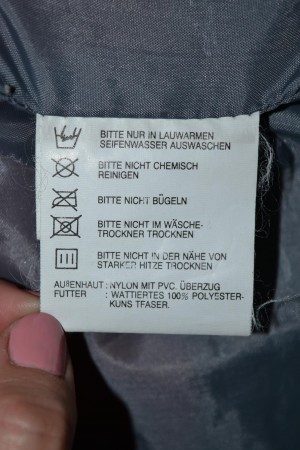 BITTE NUR IN LAUWARMEN
SEIFENWASSER AUSWASCHEN
BITTE NICHT CHEMISCH
REINIGEN
BITTE NICHT BÜGELN
BITTE NICHT IM WÄSCHE-
TROCKNER TROCKNEN
BITTE NICHT IN DER NÄHE VON
STARKER HITZE TROCKNEN
AUßENHAUT : NYLON MIT PVC. ÜBERZUG
FUTTER : WATTIERTES 100% POLYESTER-
KUNS TFASER.